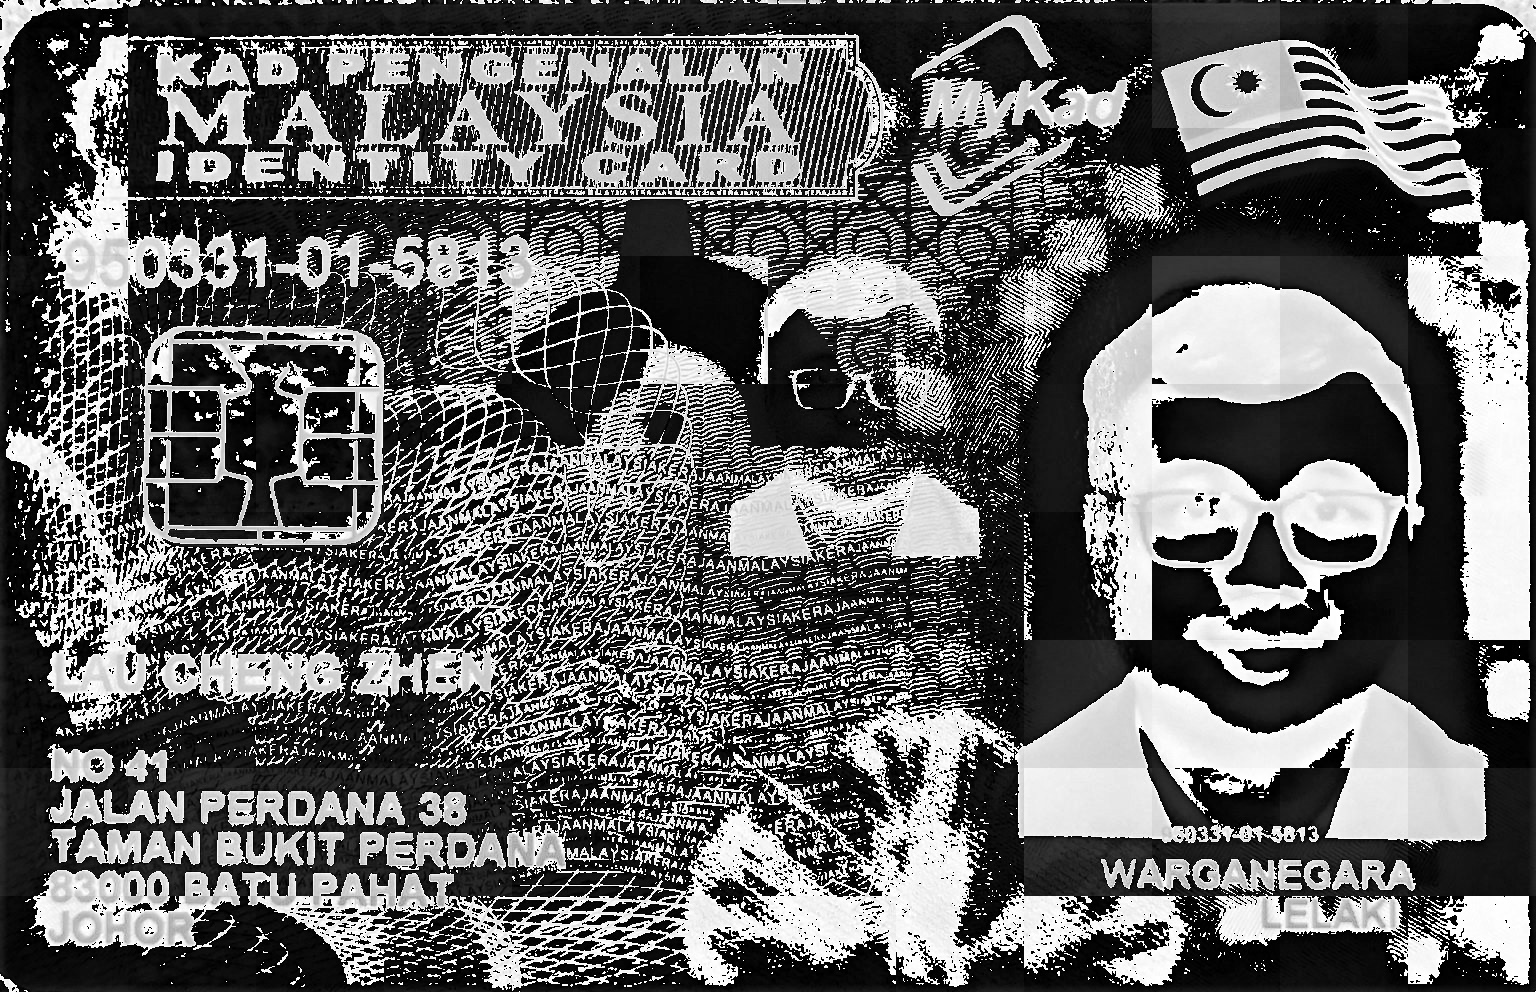 KAD PENGENALAN
MALAYSIA
IDENTITY CARD
MyKad
950331-01-5813
LAU CHENG ZHEN
NO 41
JALAN PERDANA 38
TAMAN BUKIT PERDANA
83000 BATU PAHAT
JOHOR
950331-01-5813
WARGANEGARA
LELAKI